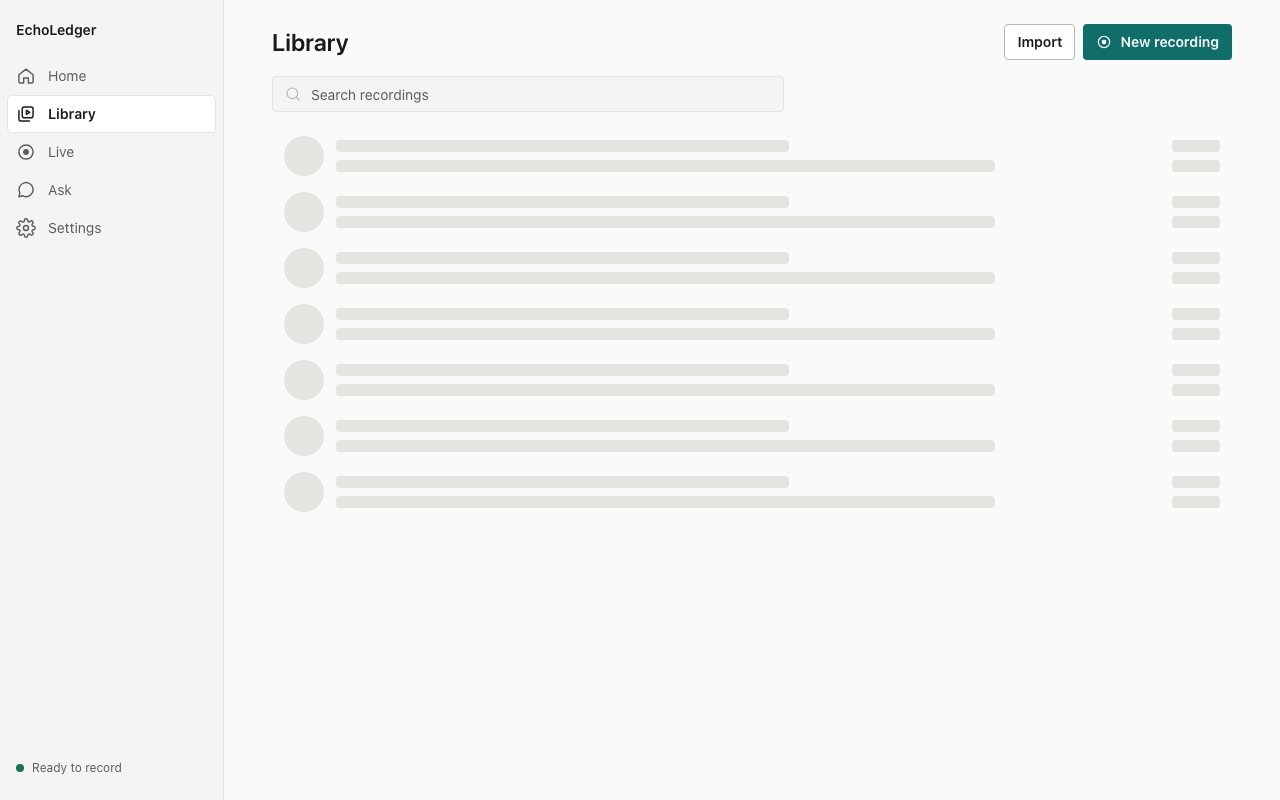 EchoLedger
Home
Library
Live
Ask
Settings
Ready to record
Library
Import
New recording
Search recordings